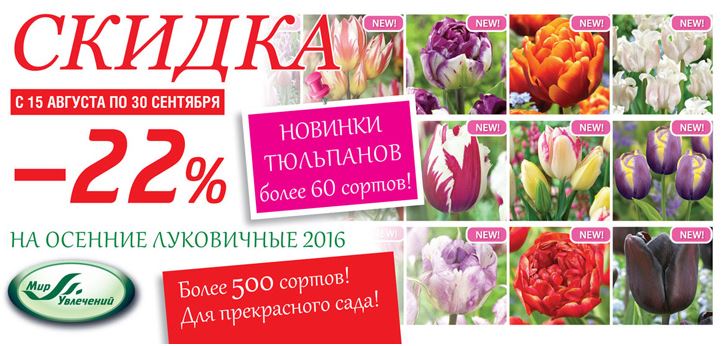 СКИДКА
С 15 АВГУСТА ПО 30 СЕНТЯБРЯ
–22%
НА ОСЕННИЕ ЛУКОВИЧНЫЕ 2016
Мир
Увлечений
НОВИНКИ
ТЮЛЬПАНОВ
более 60 сортов!
Более 500 сортов!
Для прекрасного сада!
NEW!
NEW!
NEW!
NEW!
NEW!
NEW!
NEW!
NEW!
NEW!
NEW!